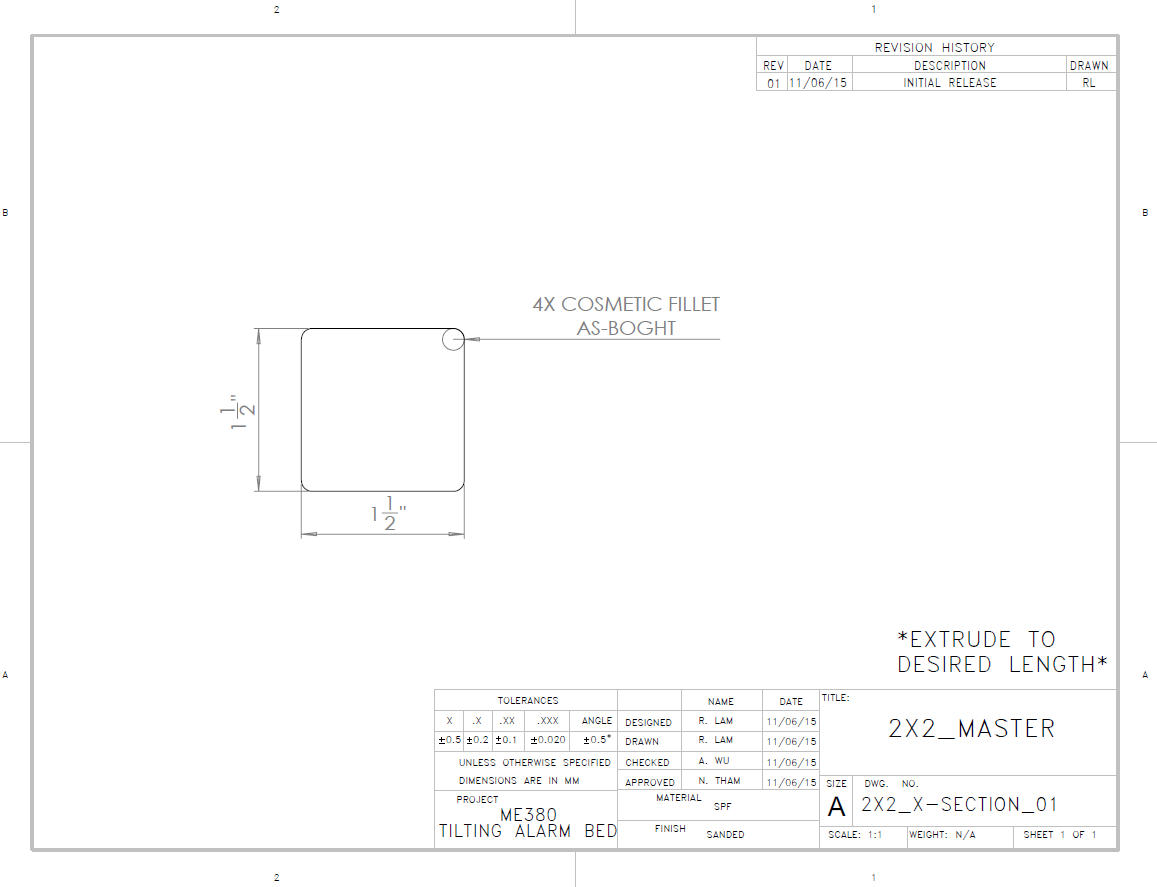 2 1
REVISION HISTORY
REV DATE DESCRIPTION DRAWN
01 11/06/15 INITIAL RELEASE RL
B B
4X COSMETIC FILLET
AS-BOGHT
1 1/2"
1 1/2"
*EXTRUDE TO
DESIRED LENGTH*
A A
TOLERANCES
X .X .XX .XXX ANGLE
±0.5 ±0.2 ±0.1 ±0.020 ±0.5°
UNLESS OTHERWISE SPECIFIED
DIMENSIONS ARE IN MM
PROJECT
ME380
TILTING ALARM BED
NAME DATE
DESIGNED R. LAM 11/06/15
DRAWN R. LAM 11/06/15
CHECKED A. WU 11/06/15
APPROVED N. THAM 11/06/15
MATERIAL
SPF
FINISH
SANDED
TITLE:
2X2_MASTER
SIZE DWG. NO.
A 2X2_X-SECTION_01
SCALE: 1:1 WEIGHT: N/A SHEET 1 OF 1
2 1